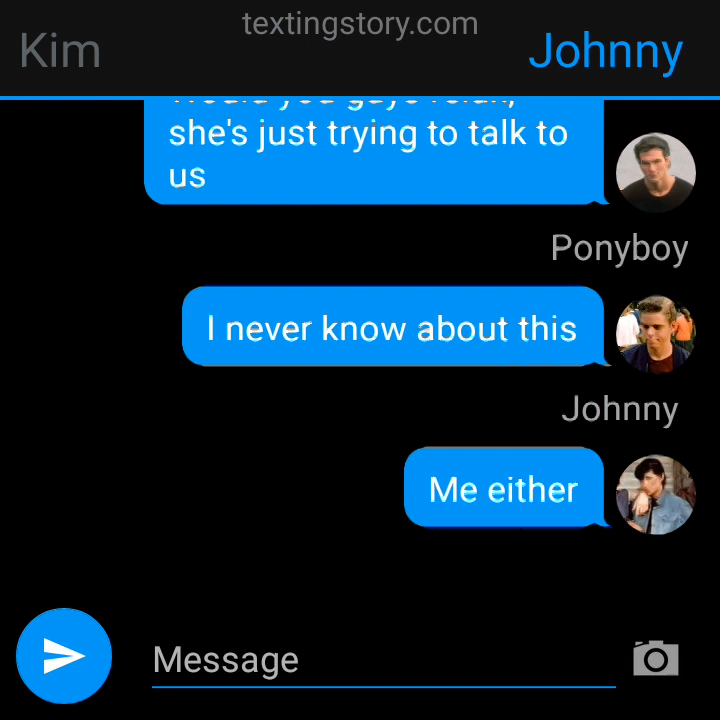 textingstory.com
Kim
Johnny
she's just trying to talk to
us
Ponyboy
I never know about this
Johnny
Me either
Message